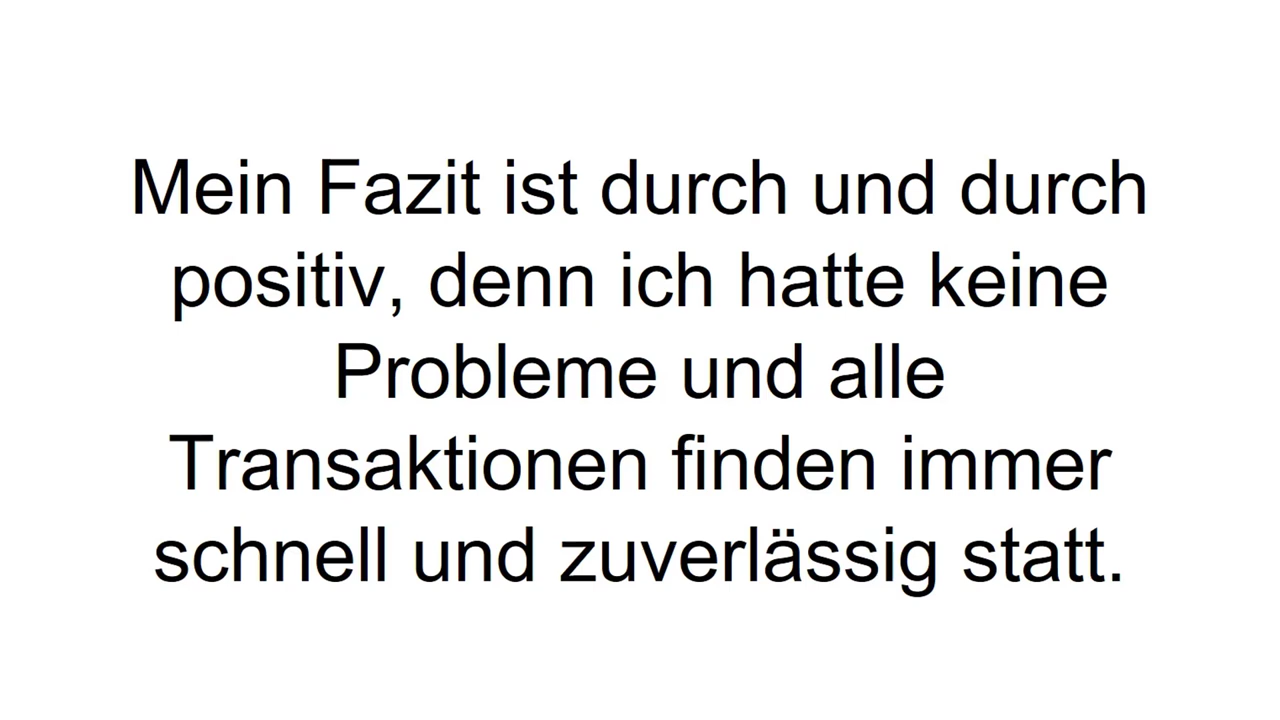 Mein Fazit ist durch und durch
positiv, denn ich hatte keine
Probleme und alle
Transaktionen finden immer
schnell und zuverlässig statt.